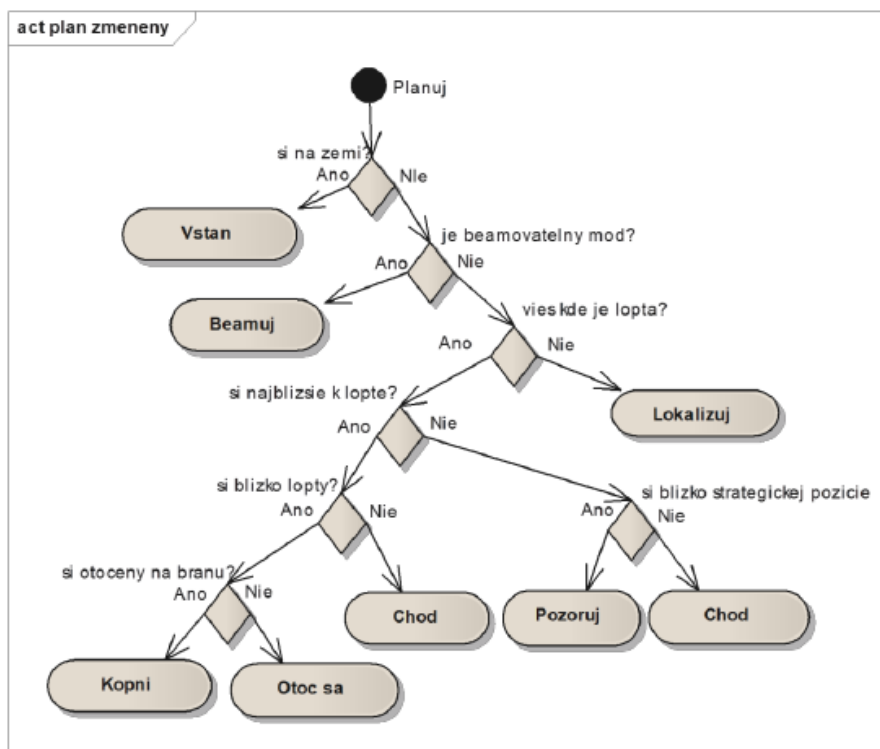 act plan zmeneny
Planuj
si na zemi?
Ano
NIe
Vstan
je beamovatelny mod?
Ano
Nie
Beamuj
vies kde je lopta?
Ano
Nie
Lokalizuj
si najblizsie k lopte?
Ano
Nie
si blizko lopty?
Ano
Nie
si blizko strategickej pozicie
Ano
Nie
si otoceny na branu?
Ano
Nie
Chod
Pozoruj
Chod
Kopni
Otoc sa